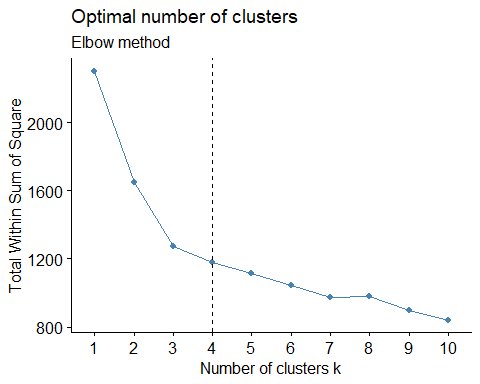 Optimal number of clusters
Elbow method
Total Within Sum of Square
2000
1600
1200
800
1 2 3 4 5 6 7 8 9 10
Number of clusters k